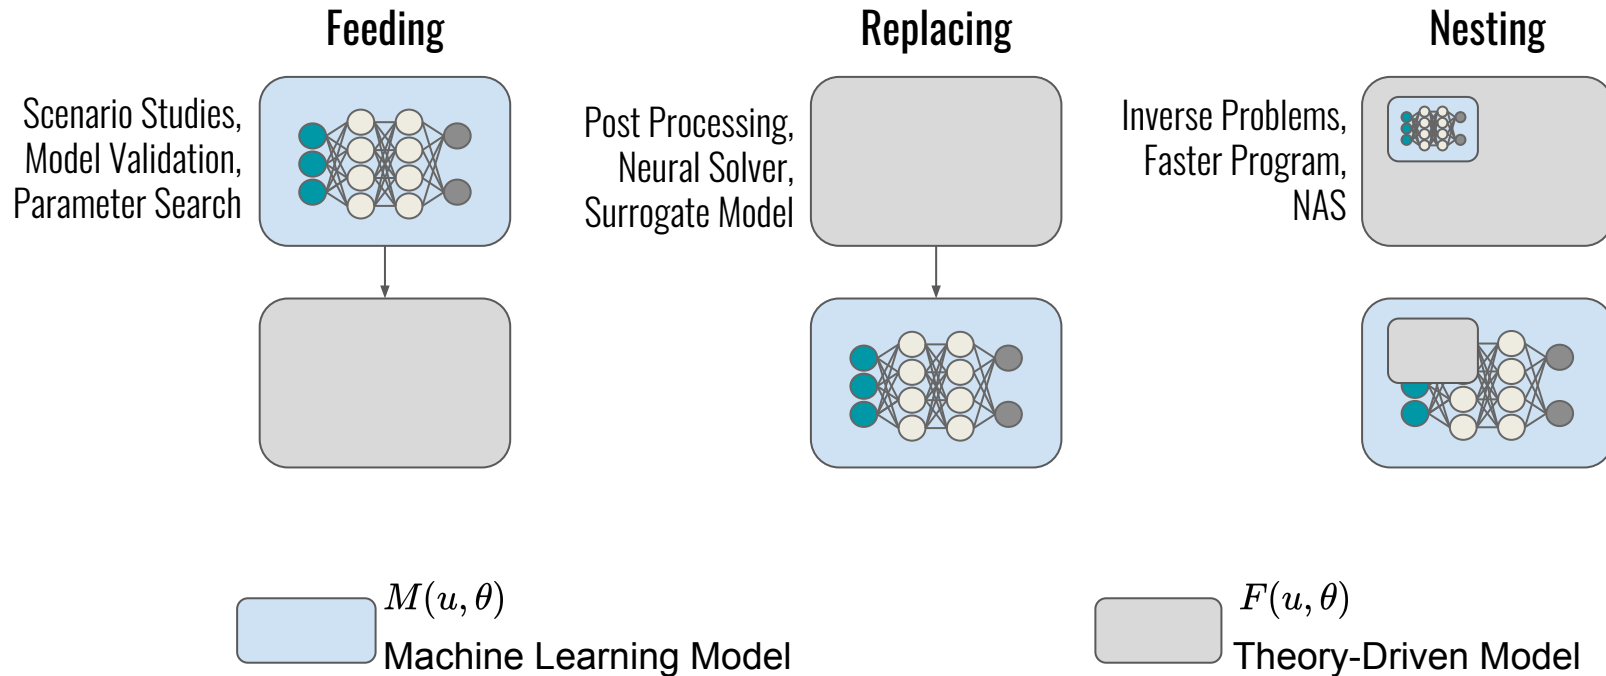 Feeding
Scenario Studies,
Model Validation,
Parameter Search
Replacing
Post Processing,
Neural Solver,
Surrogate Model
Nesting
Inverse Problems,
Faster Program,
NAS
M(u, θ)
Machine Learning Model
F(u, θ)
Theory-Driven Model